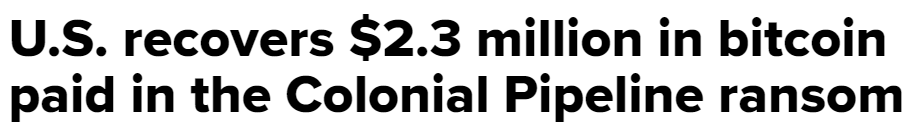 U.S. recovers $2.3 million in bitcoin
paid in the Colonial Pipeline ransom